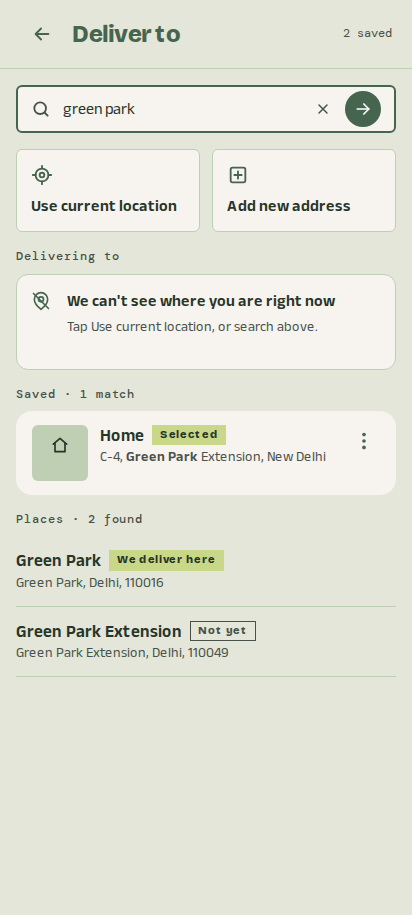 Deliver to
2 saved
green park
Use current location
Add new address
Delivering to
We can't see where you are right now
Tap Use current location, or search above.
Saved · 1 match
Home Selected
C-4, Green Park Extension, New Delhi
Places · 2 found
Green Park We deliver here
Green Park, Delhi, 110016
Green Park Extension Not yet
Green Park Extension, Delhi, 110049